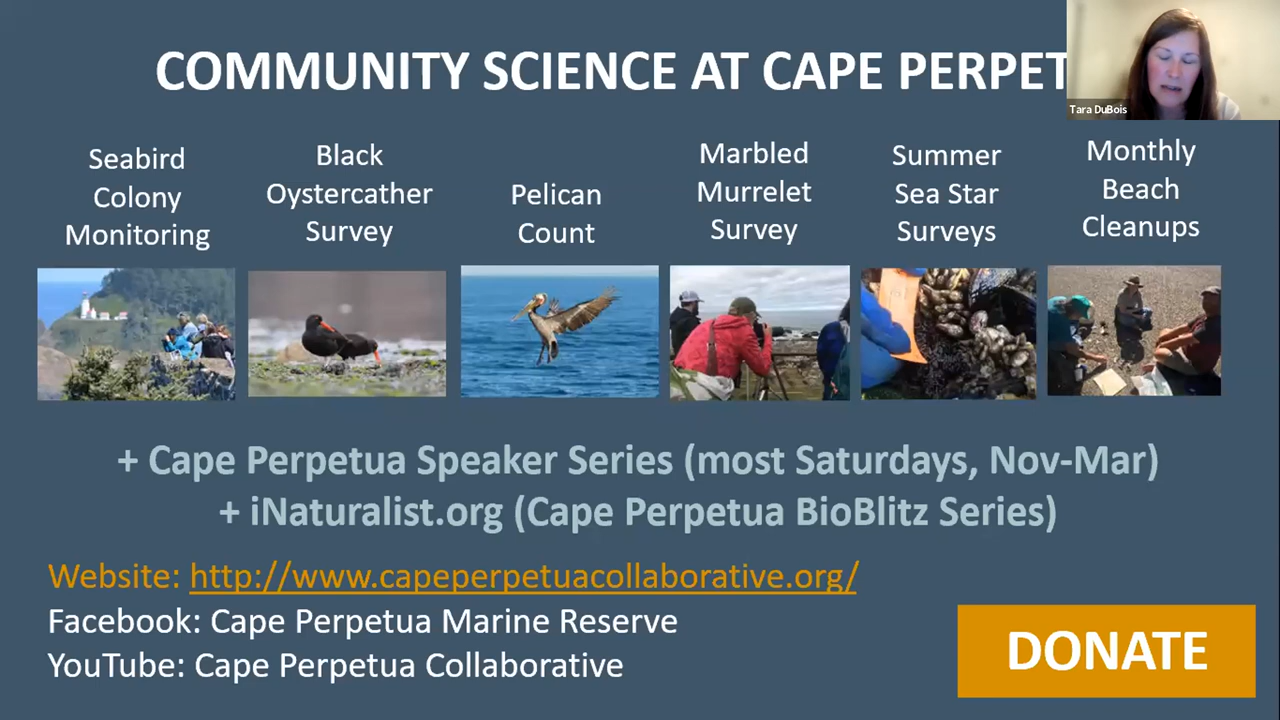 COMMUNITY SCIENCE AT CAPE PERPET
Tara DuBois
Seabird
Colony
Monitoring
Black
Oystercather
Survey
Pelican
Count
Marbled
Murrelet
Survey
Summer
Sea Star
Surveys
Monthly
Beach
Cleanups
+ Cape Perpetua Speaker Series (most Saturdays, Nov-Mar)
+ iNaturalist.org (Cape Perpetua BioBlitz Series)
Website: http://www.capeperpetuacollaborative.org/
Facebook: Cape Perpetua Marine Reserve
YouTube: Cape Perpetua Collaborative
DONATE